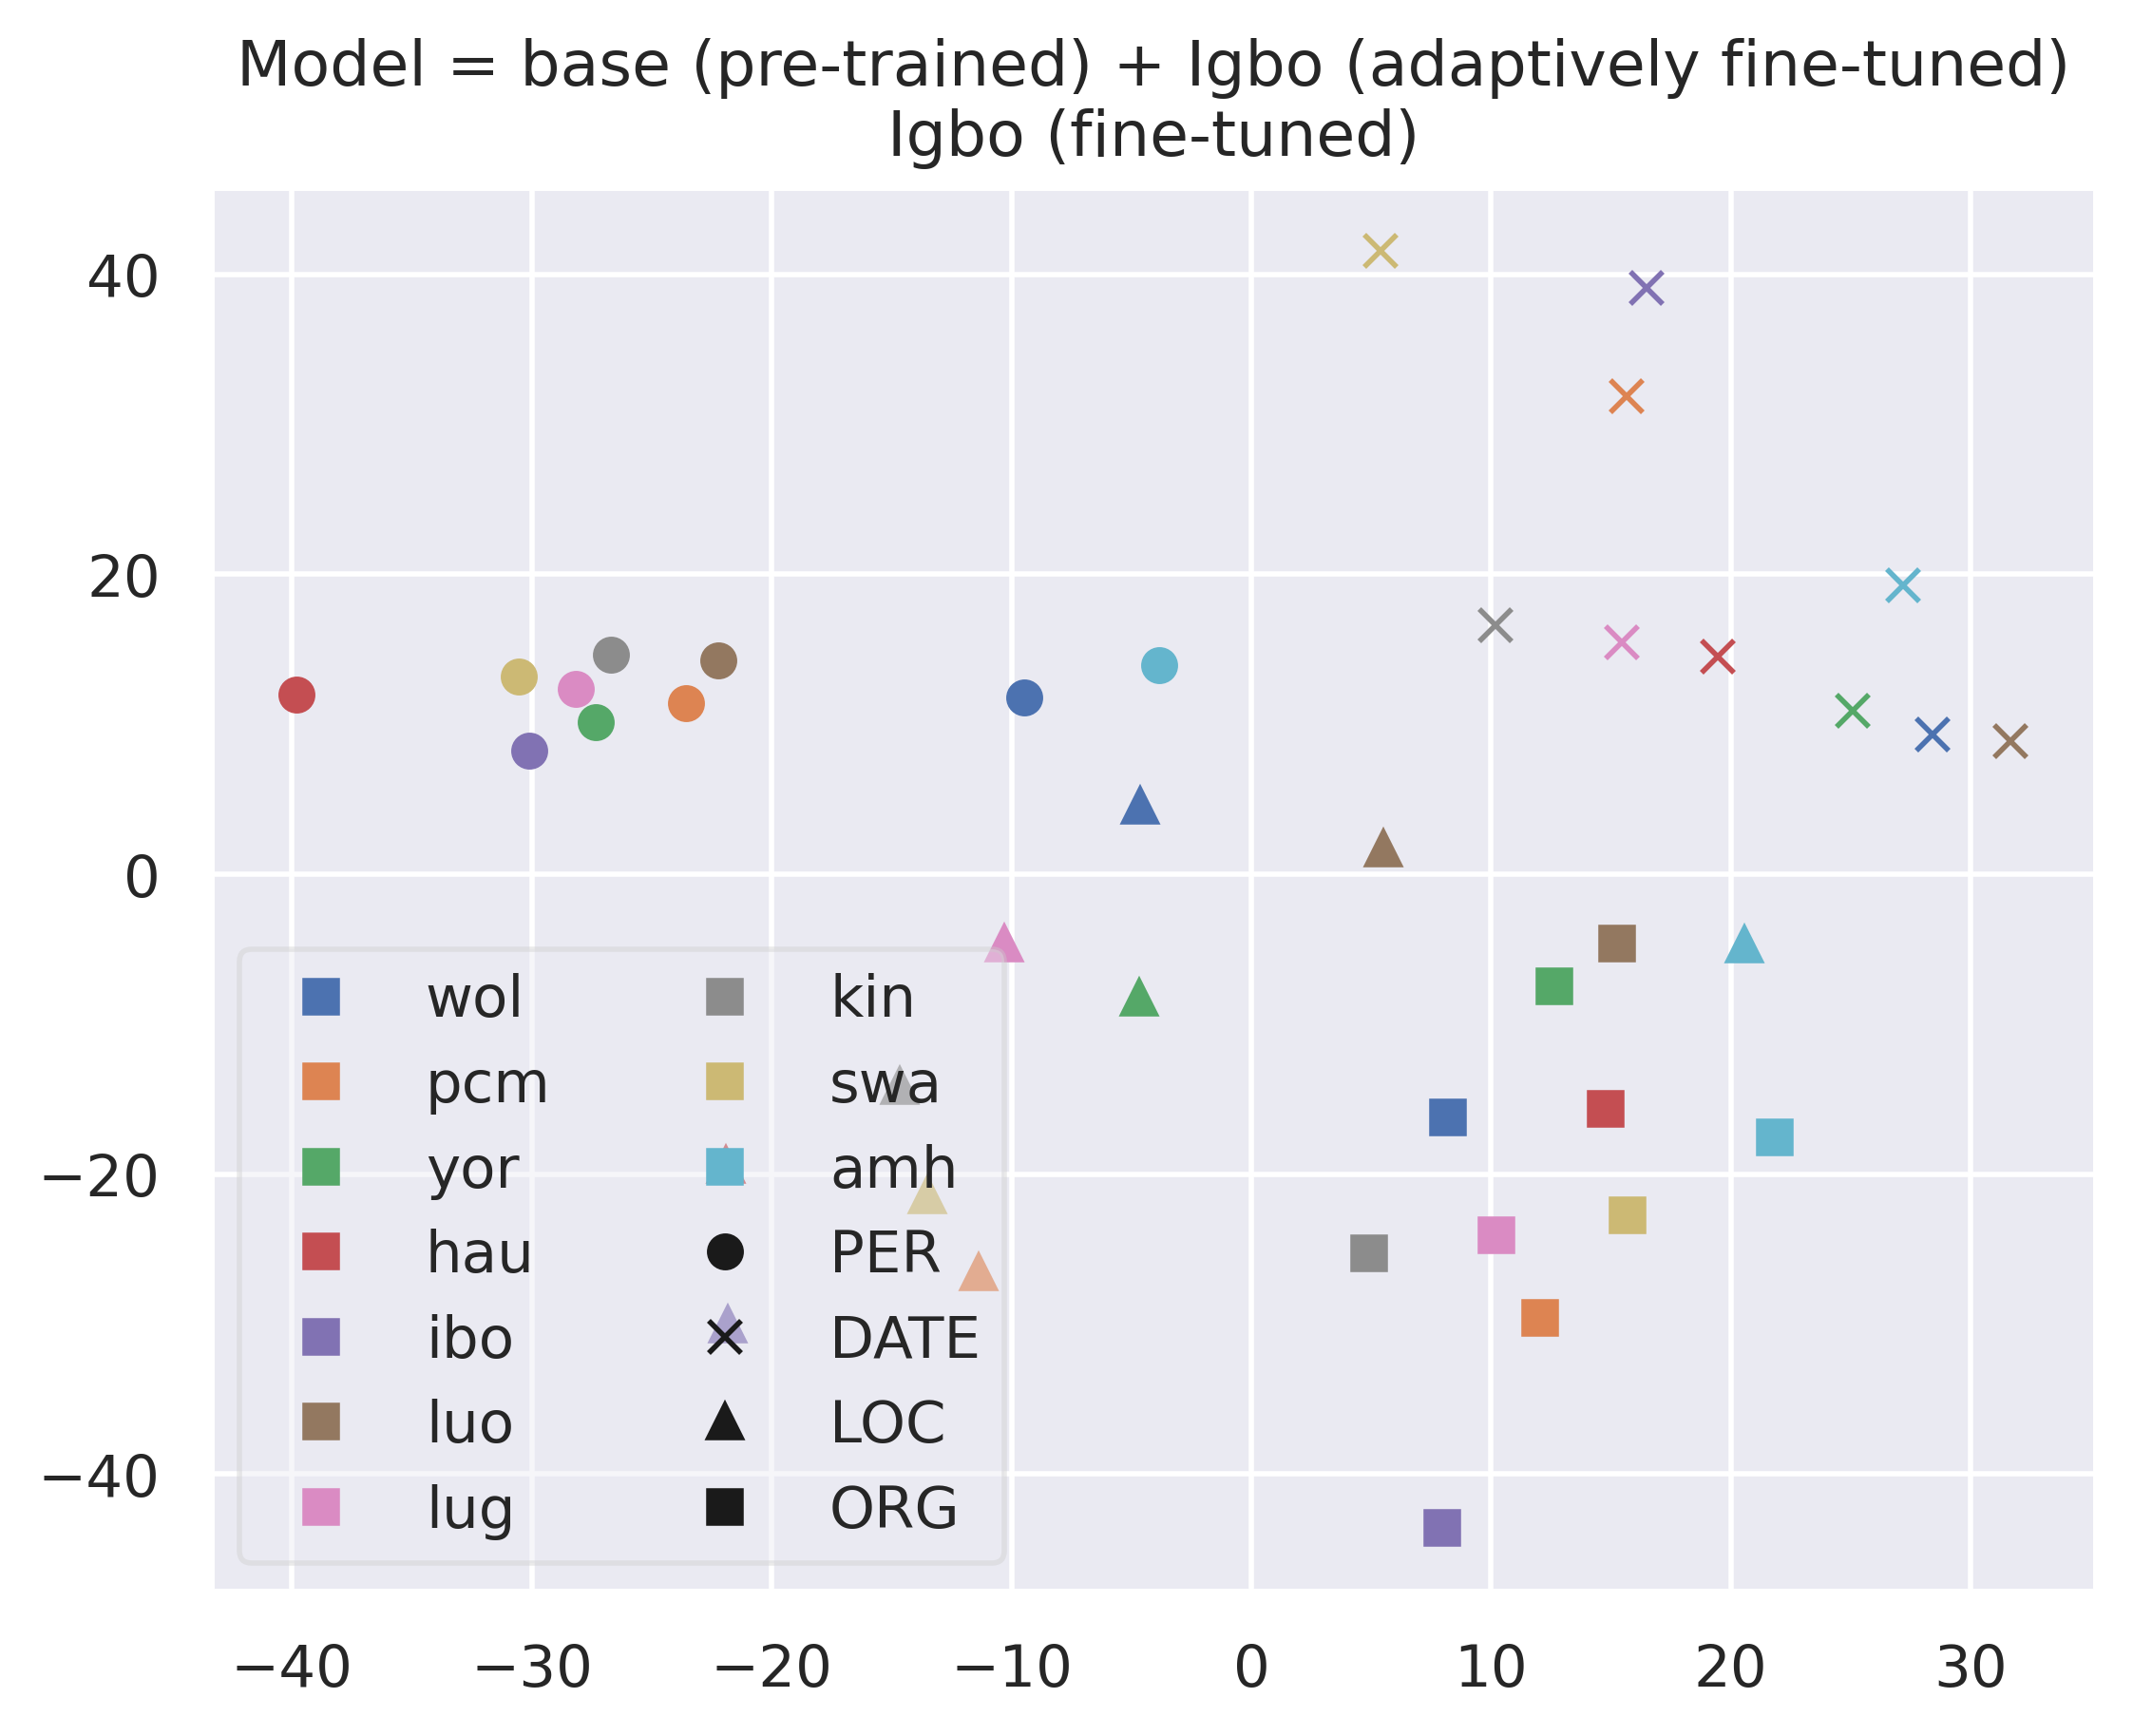 Model = base (pre-trained) + Igbo (adaptively fine-tuned)
Igbo (fine-tuned)
40
20
0
−20
−40
wol
pcm
yor
hau
ibo
luo
lug
kin
swa
amh
PER
DATE
LOC
ORG
−40 −30 −20 −10 0 10 20 30